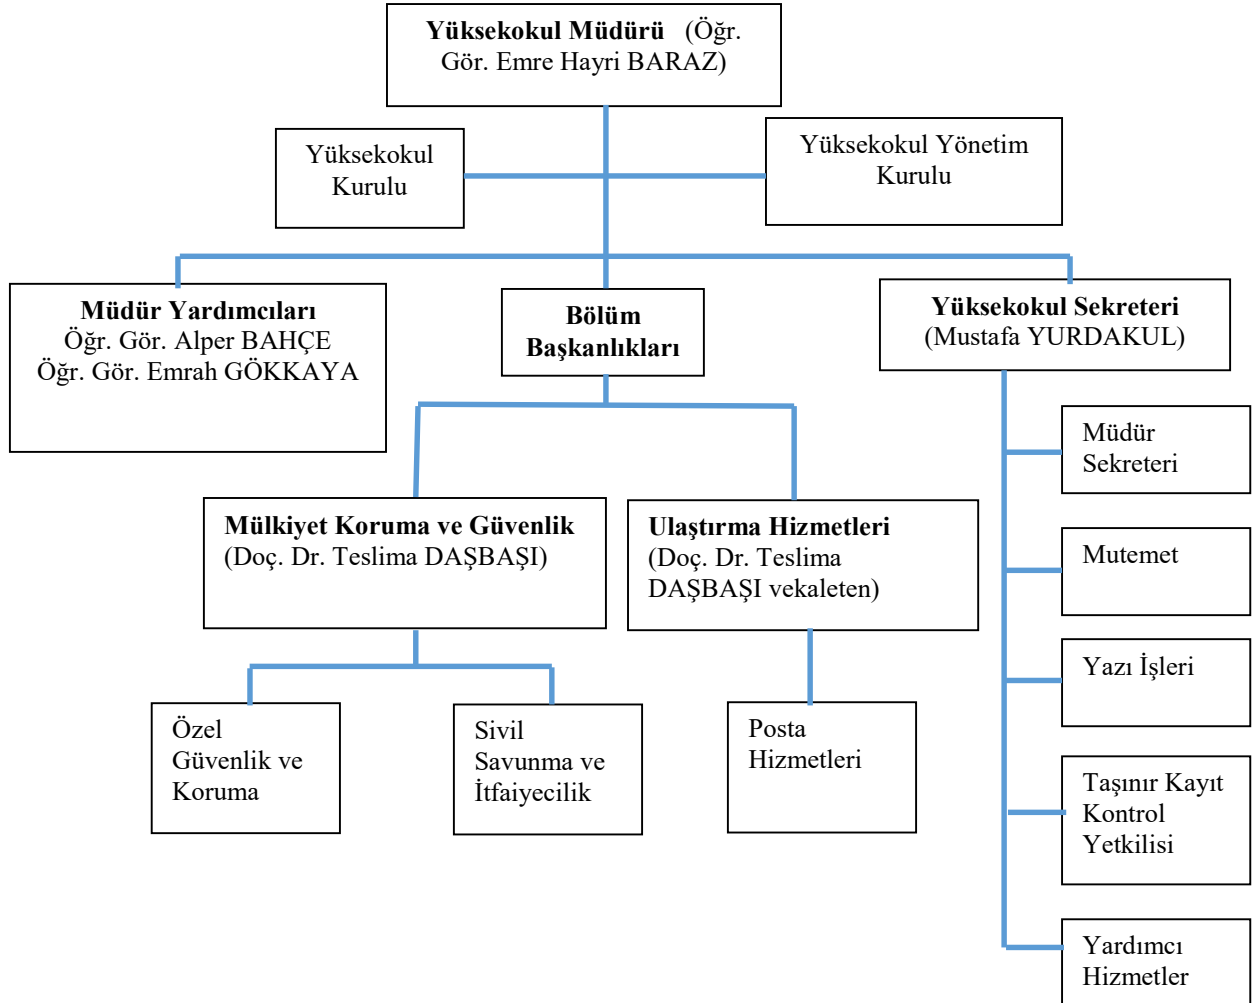 Yüksekokul Müdürü (Öğr.
Gör. Emre Hayri BARAZ)
Yüksekokul
Kurulu
Yüksekokul Yönetim
Kurulu
Müdür Yardımcıları
Öğr. Gör. Alper BAHÇE
Öğr. Gör. Emrah GÖKKAYA
Bölüm
Başkanlıkları
Yüksekokul Sekreteri
(Mustafa YURDAKUL)
Mülkiyet Koruma ve Güvenlik
(Doç. Dr. Teslima DAŞBAŞI)
Ulaştırma Hizmetleri
(Doç. Dr. Teslima
DAŞBAŞI vekaleten)
Özel
Güvenlik ve
Koruma
Sivil
Savunma ve
İtfaiyecilik
Posta
Hizmetleri
Müdür
Sekreteri
Mutemet
Yazı İşleri
Taşınır Kayıt
Kontrol
Yetkilisi
Yardımcı
Hizmetler